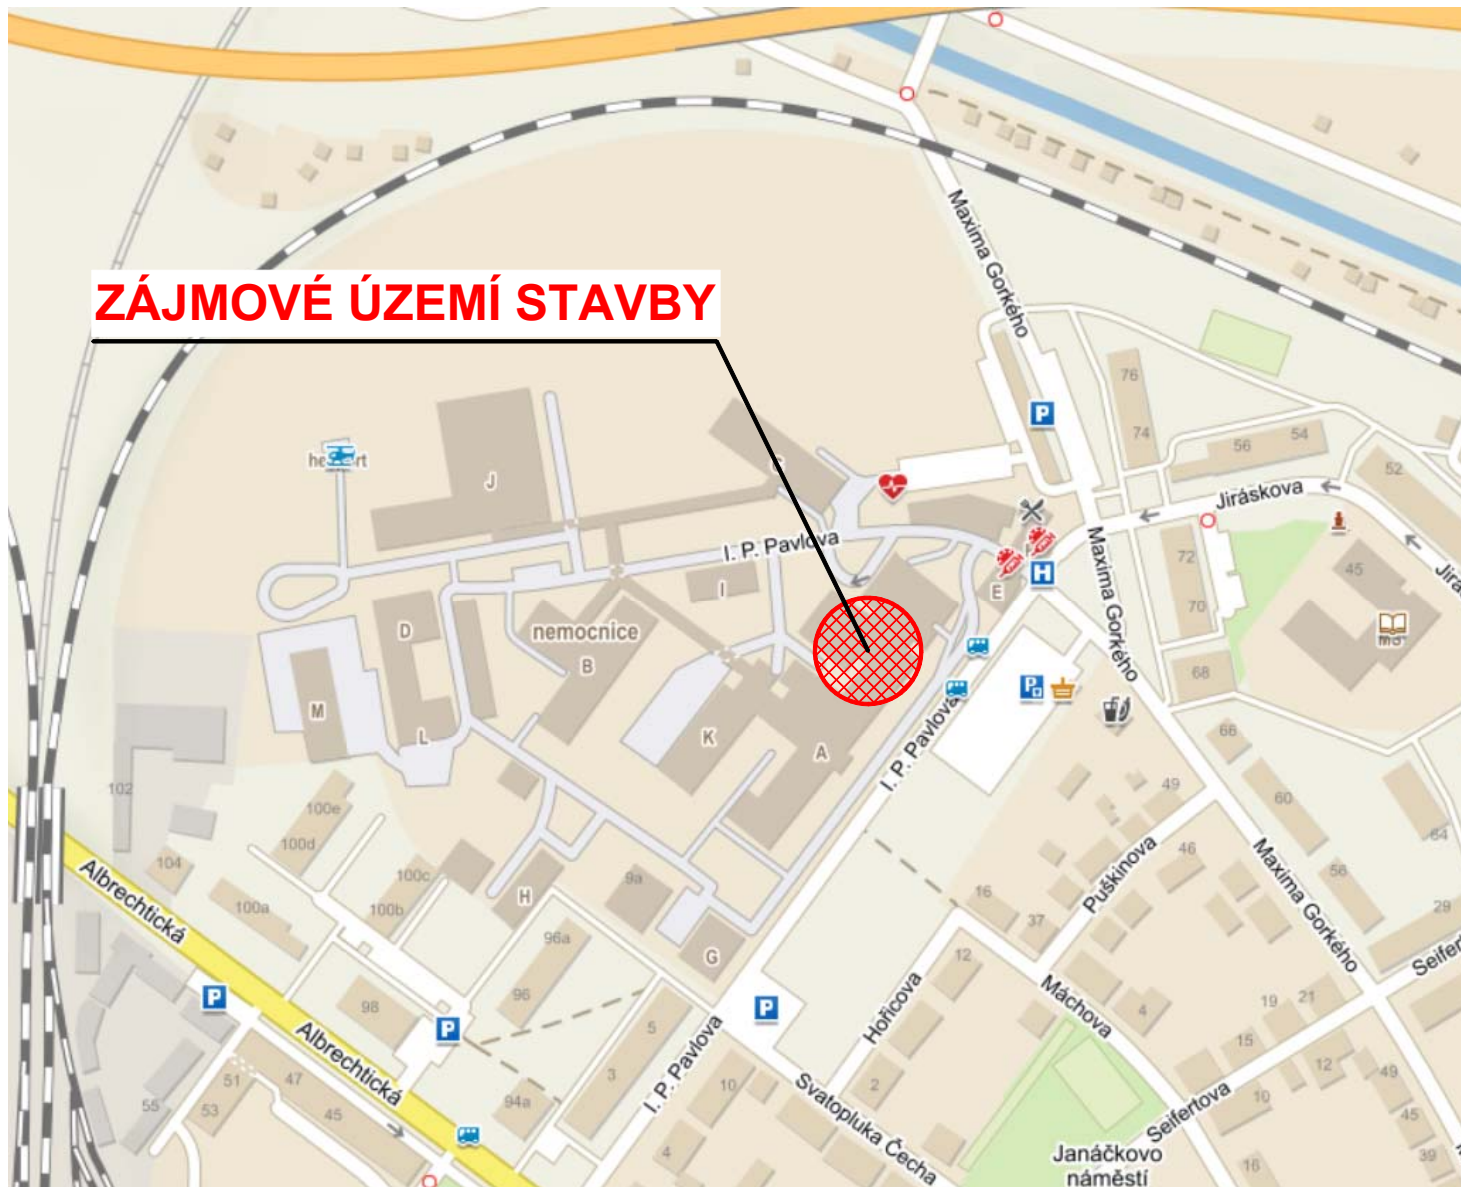 Maxima Gorkého
ZÁJMOVÉ ÚZEMÍ STAVBY
76
P
74
56
54
52
J
Jiráskova
I. P. Pavlova
Maxima Gorkého
72
45
I
H
E
70
D
nemocnice
B
68
P
M
L
K
A
I. P. Pavlova
66
49
60
102
100e
64
100d
Puškinova
46
104
Albrechtická
100c
9a
Maxima Gorkého
58
100a
100b
H
16
37
29
96a
G
12
Seifer
P
98
96
P
P
Hořicova
Máchova
4
19
21
Albrechtická
5
I. P. Pavlova
15
51
47
3
10
2
12
49
55
53
45
94a
Svatopluka Čecha
Seifertova
10
45
4
Janáčkovo
náměstí
16
39